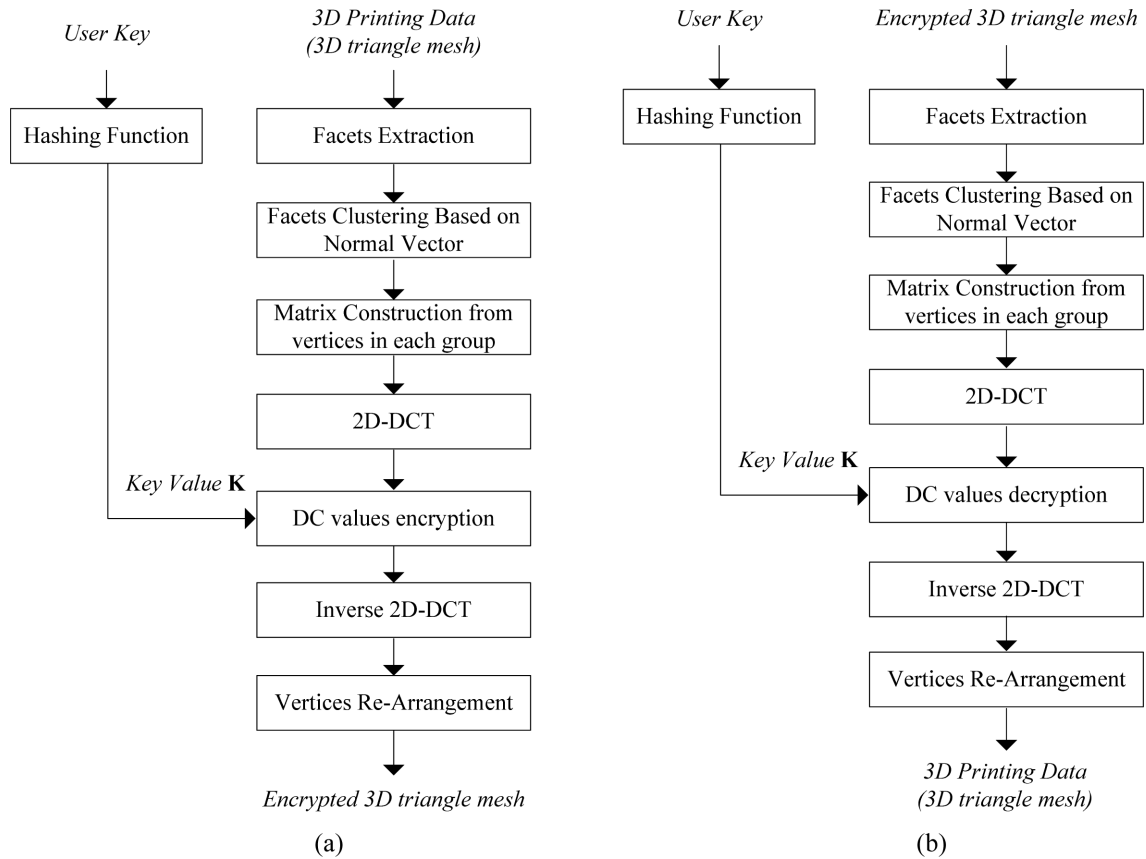 User Key
3D Printing Data
(3D triangle mesh)
Hashing Function
Facets Extraction
Facets Clustering Based on
Normal Vector
Matrix Construction from
vertices in each group
2D-DCT
Key Value K
DC values encryption
Inverse 2D-DCT
Vertices Re-Arrangement
Encrypted 3D triangle mesh
(a)
User Key
Encrypted 3D triangle mesh
Hashing Function
Facets Extraction
Facets Clustering Based on
Normal Vector
Matrix Construction from
vertices in each group
2D-DCT
Key Value K
DC values decryption
Inverse 2D-DCT
Vertices Re-Arrangement
3D Printing Data
(3D triangle mesh)
(b)